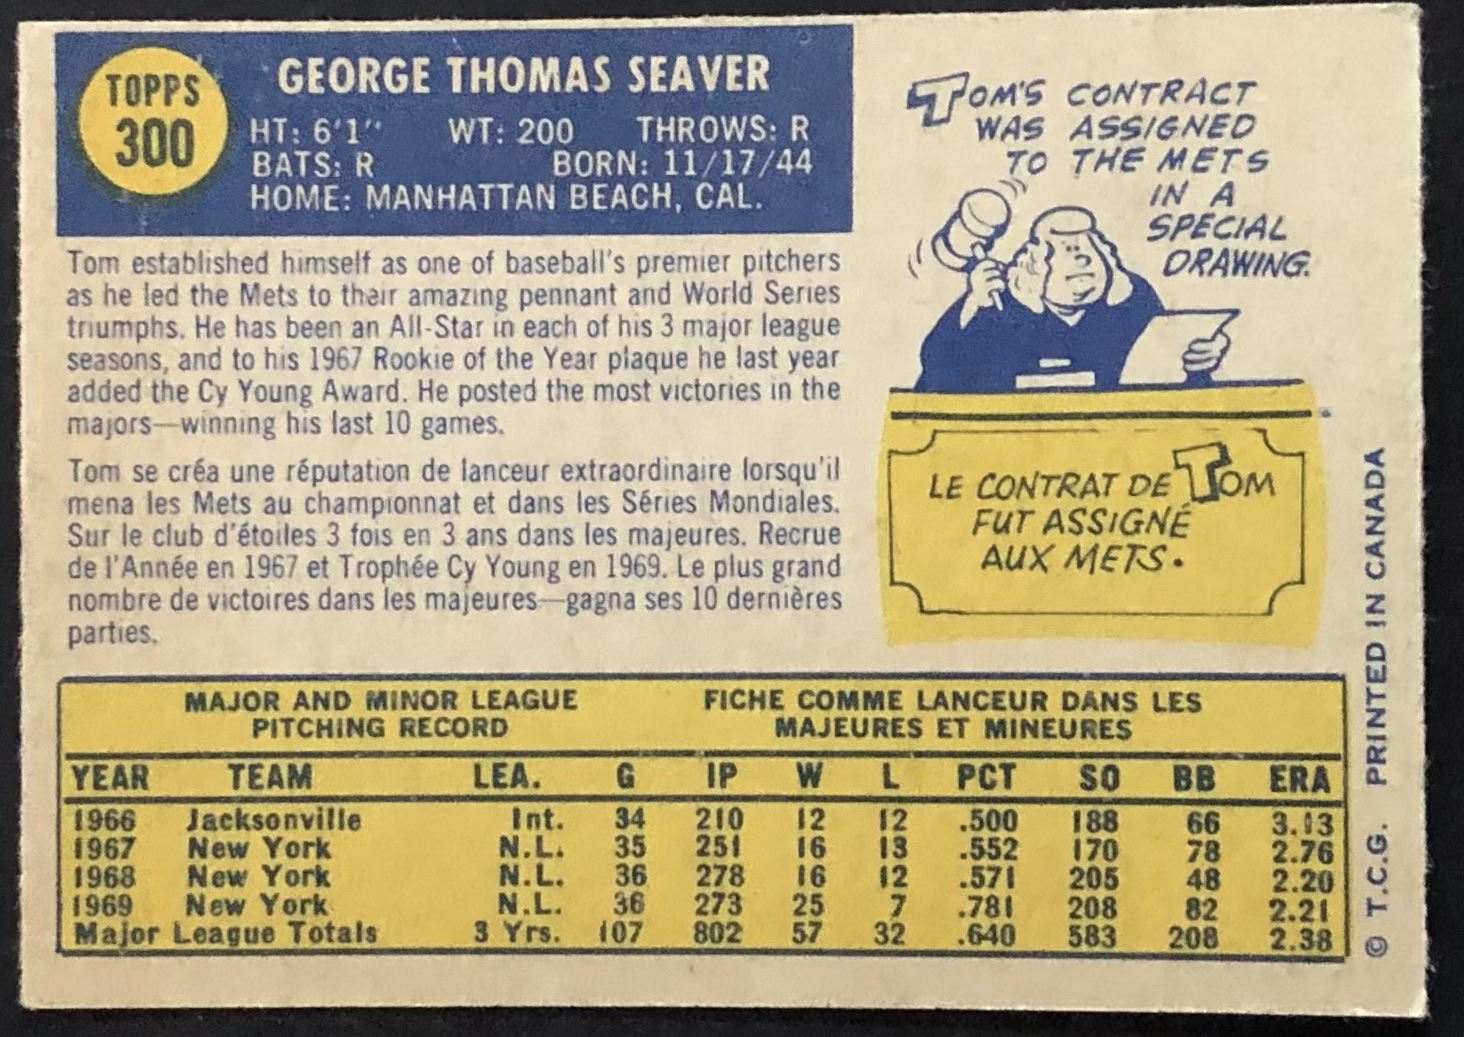 TOPPS
300
GEORGE THOMAS SEAVER
HT: 6'1" WT: 200 THROWS: R
BATS: R BORN: 11/17/44
HOME: MANHATTAN BEACH, CAL.
Tom established himself as one of baseball's premier pitchers
as he led the Mets to their amazing pennant and World Series
triumphs. He has been an All-Star in each of his 3 major league
seasons, and to his 1967 Rookie of the Year plaque he last year
added the Cy Young Award. He posted the most victories in the
majors—winning his last 10 games.
Tom se créa une réputation de lanceur extraordinaire lorsqu'il
mena les Mets au championnat et dans les Séries Mondiales.
Sur le club d'étoiles 3 fois en 3 ans dans les majeures. Recrue
de l'Année en 1967 et Trophée Cy Young en 1969. Le plus grand
nombre de victoires dans les majeures—gagna ses 10 dernières
parties.
TOM'S CONTRACT
WAS ASSIGNED
TO THE METS
IN A
SPECIAL
DRAWING.
LE CONTRAT DE TOM
FUT ASSIGNÉ
AUX METS.
MAJOR AND MINOR LEAGUE
PITCHING RECORD
FICHE COMME LANCEUR DANS LES
MAJEURES ET MINEURES
YEAR TEAM LEA. G IP W L PCT SO BB ERA
1966 Jacksonville Int. 34 210 12 12 .500 188 66 3.13
1967 New York N.L. 35 251 16 13 .552 170 78 2.76
1968 New York N.L. 36 278 16 12 .571 205 48 2.20
1969 New York N.L. 36 273 25 7 .781 208 82 2.21
Major League Totals 3 Yrs. 107 802 57 32 .640 583 208 2.38
© T.C.G. PRINTED IN CANADA